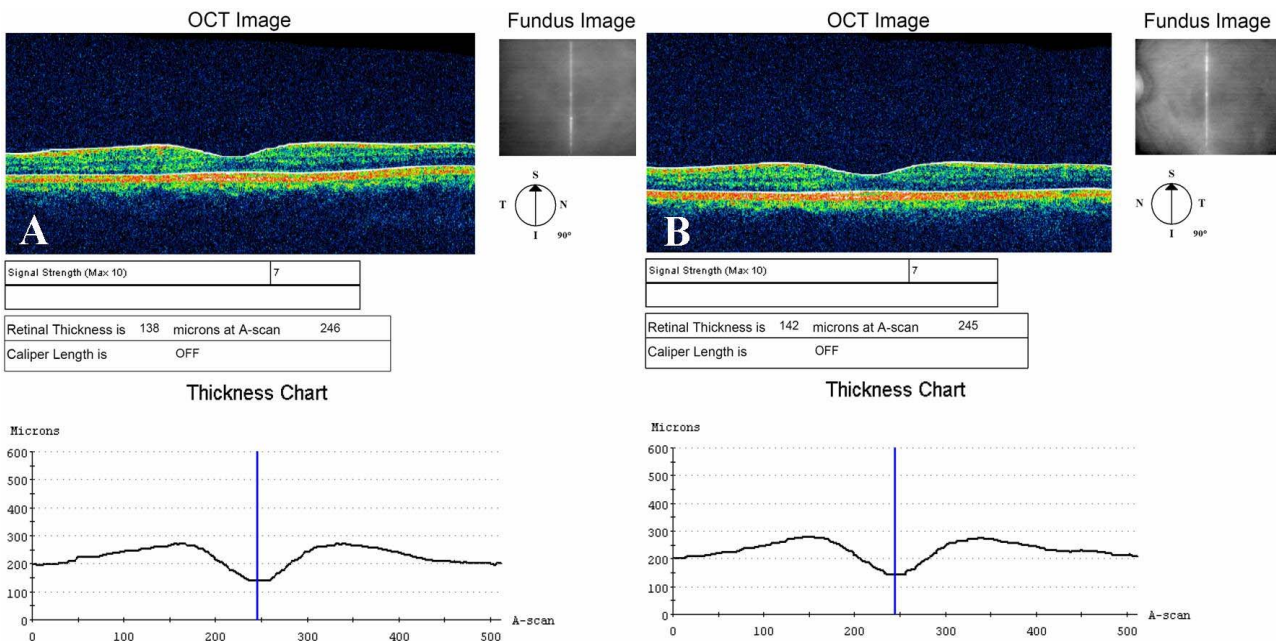 OCT Image
Fundus Image
A
S
T
N
I
90°
Signal Strength (Max 10) 7
Retinal Thickness is 138 microns at A-scan 246
Caliper Length is OFF
Thickness Chart
Microns
600
500
400
300
200
100
0
0 100 200 300 400 500
A-scan
OCT Image
Fundus Image
B
S
N
T
I
90°
Signal Strength (Max 10) 7
Retinal Thickness is 142 microns at A-scan 245
Caliper Length is OFF
Thickness Chart
Microns
600
500
400
300
200
100
0
0 100 200 300 400 500
A-scan